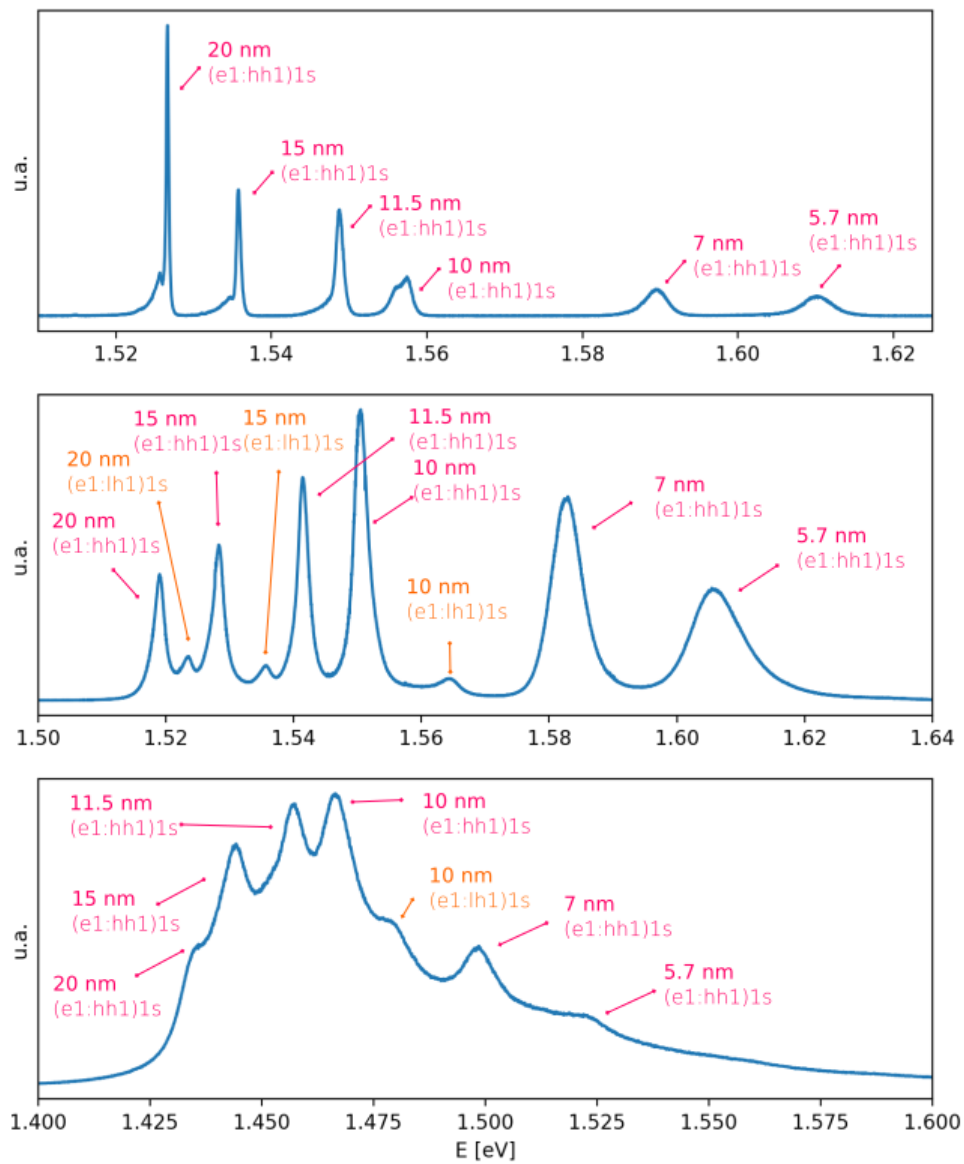 20 nm
(e1:hh1)1s
15 nm
(e1:hh1)1s
11.5 nm
(e1:hh1)1s
10 nm
(e1:hh1)1s
7 nm
(e1:hh1)1s
5.7 nm
(e1:hh1)1s
u.a.
1.52 1.54 1.56 1.58 1.60 1.62
15 nm
(e1:hh1)1s
15 nm
(e1:lh1)1s
11.5 nm
(e1:hh1)1s
20 nm
(e1:lh1)1s
10 nm
(e1:hh1)1s
20 nm
(e1:hh1)1s
7 nm
(e1:hh1)1s
5.7 nm
(e1:hh1)1s
10 nm
(e1:lh1)1s
u.a.
1.50 1.52 1.54 1.56 1.58 1.60 1.62 1.64
11.5 nm
(e1:hh1)1s
10 nm
(e1:hh1)1s
15 nm
(e1:hh1)1s
10 nm
(e1:lh1)1s
7 nm
(e1:hh1)1s
20 nm
(e1:hh1)1s
5.7 nm
(e1:hh1)1s
u.a.
1.400 1.425 1.450 1.475 1.500 1.525 1.550 1.575 1.600
E [eV]